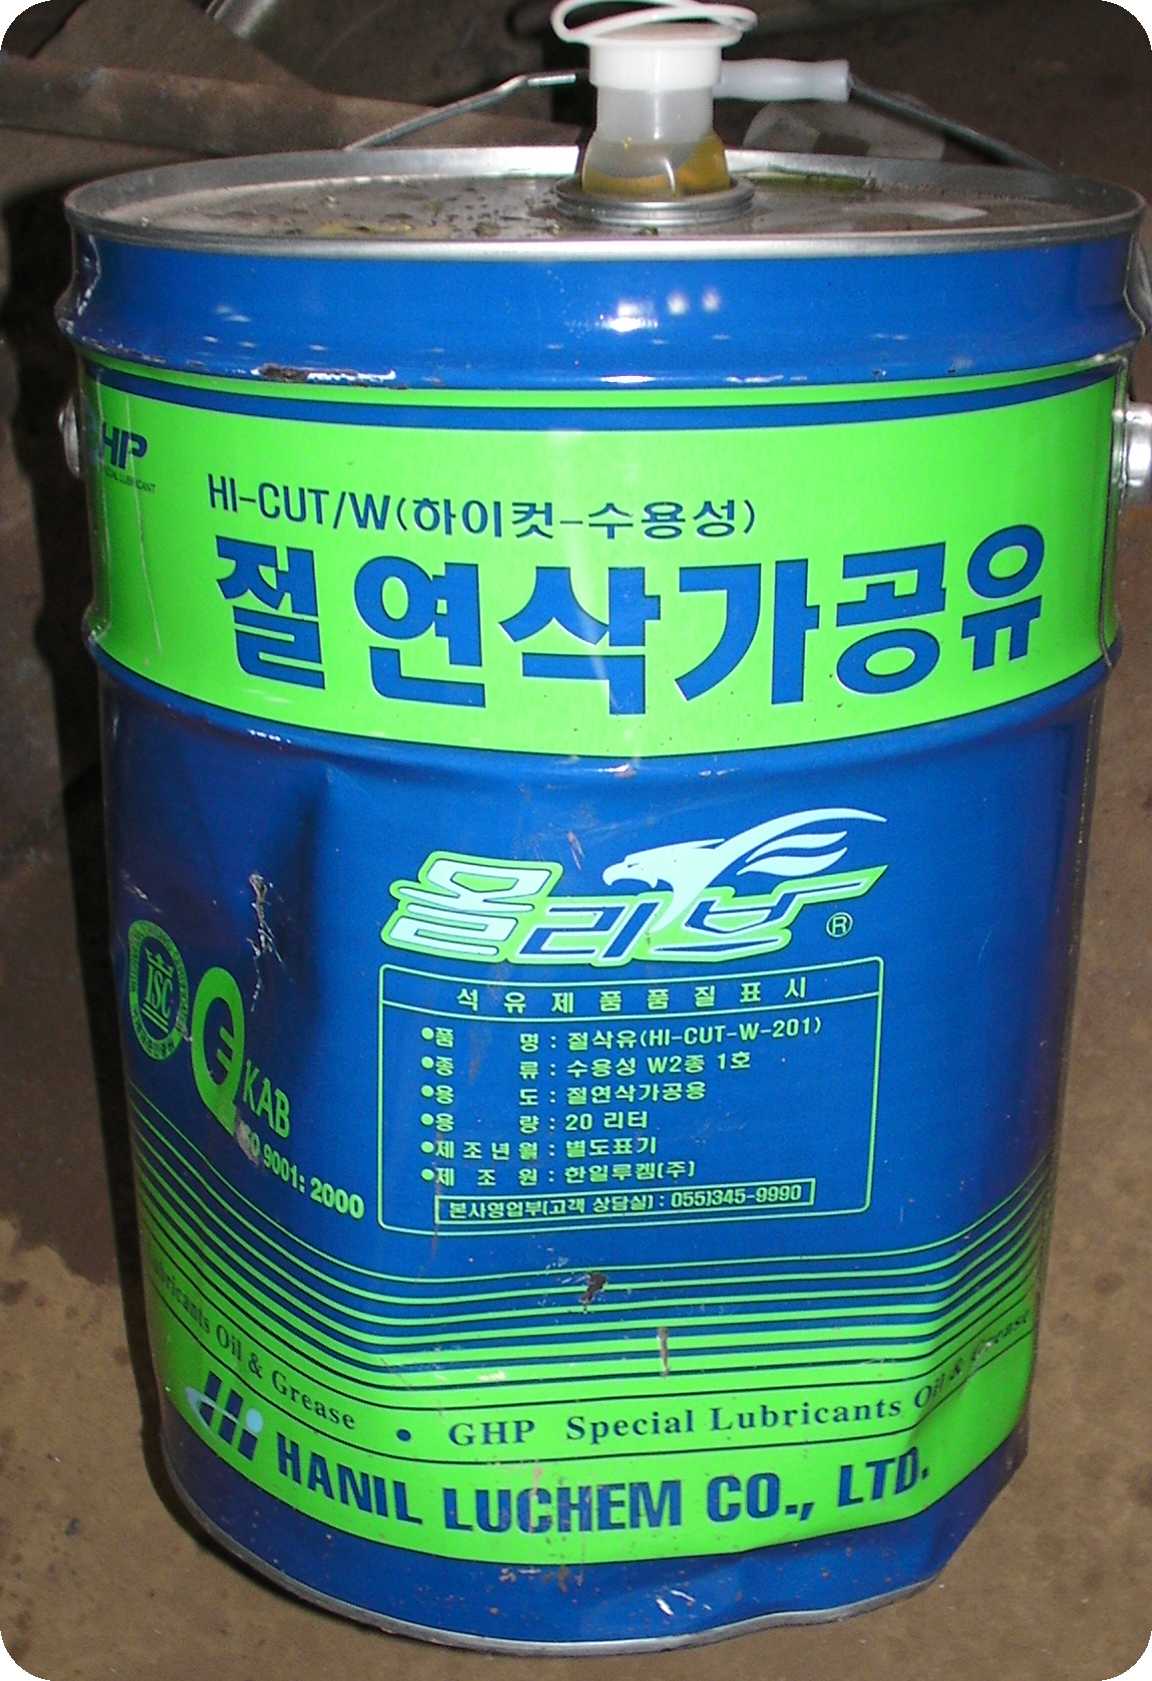 HP
HI-CUT/W(하이컷-수용성)
절연삭가공유
올리브 ®
석유제품품질표시
●품 명 : 절삭유(HI-CUT-W-201)
●종 류 : 수용성 W2종 1호
●용 도 : 절연삭가공용
●용 량 : 20 리터
●제조년월 : 별도표기
●제 조 원 : 한일루켐(주)
본사영업부(고객 상담실) : 055)345-9990
ISC
KAB
ISO 9001: 2000
Oil & Grease • GHP Special Lubricants Oil & Grease
HANIL LUCHEM CO., LTD.